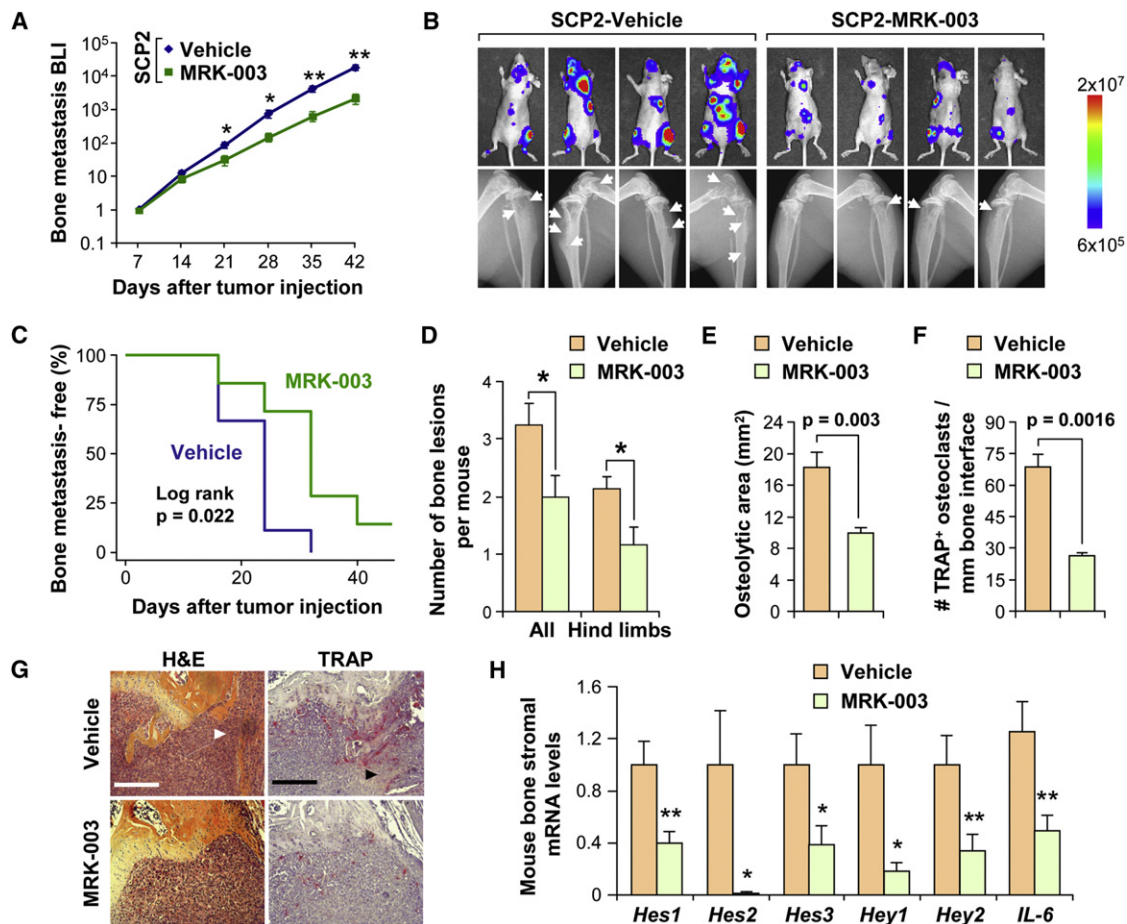 A
SCP2
Vehicle
MRK-003
Bone metastasis BLI
10⁵
10⁴
10³
10²
10
1
0.1
*
*
**
**
7 14 21 28 35 42
Days after tumor injection
B
SCP2-Vehicle
SCP2-MRK-003
2x10⁷
6x10⁵
C
Bone metastasis- free (%)
100
75
50
25
0
MRK-003
Vehicle
Log rank
p = 0.022
0 20 40
Days after tumor injection
D
Vehicle
MRK-003
Number of bone lesions
per mouse
4
3
2
1
0
*
*
All Hind limbs
E
Vehicle
MRK-003
p = 0.003
Osteolytic area (mm²)
24
20
16
12
8
4
0
F
Vehicle
MRK-003
p = 0.0016
# TRAP⁺ osteoclasts /
mm bone interface
90
75
60
45
30
15
0
G
H&E
TRAP
Vehicle
MRK-003
H
Vehicle
MRK-003
Mouse bone stromal
mRNA levels
1.6
1.2
0.8
0.4
0
**
*
*
*
**
**
Hes1 Hes2 Hes3 Hey1 Hey2 IL-6